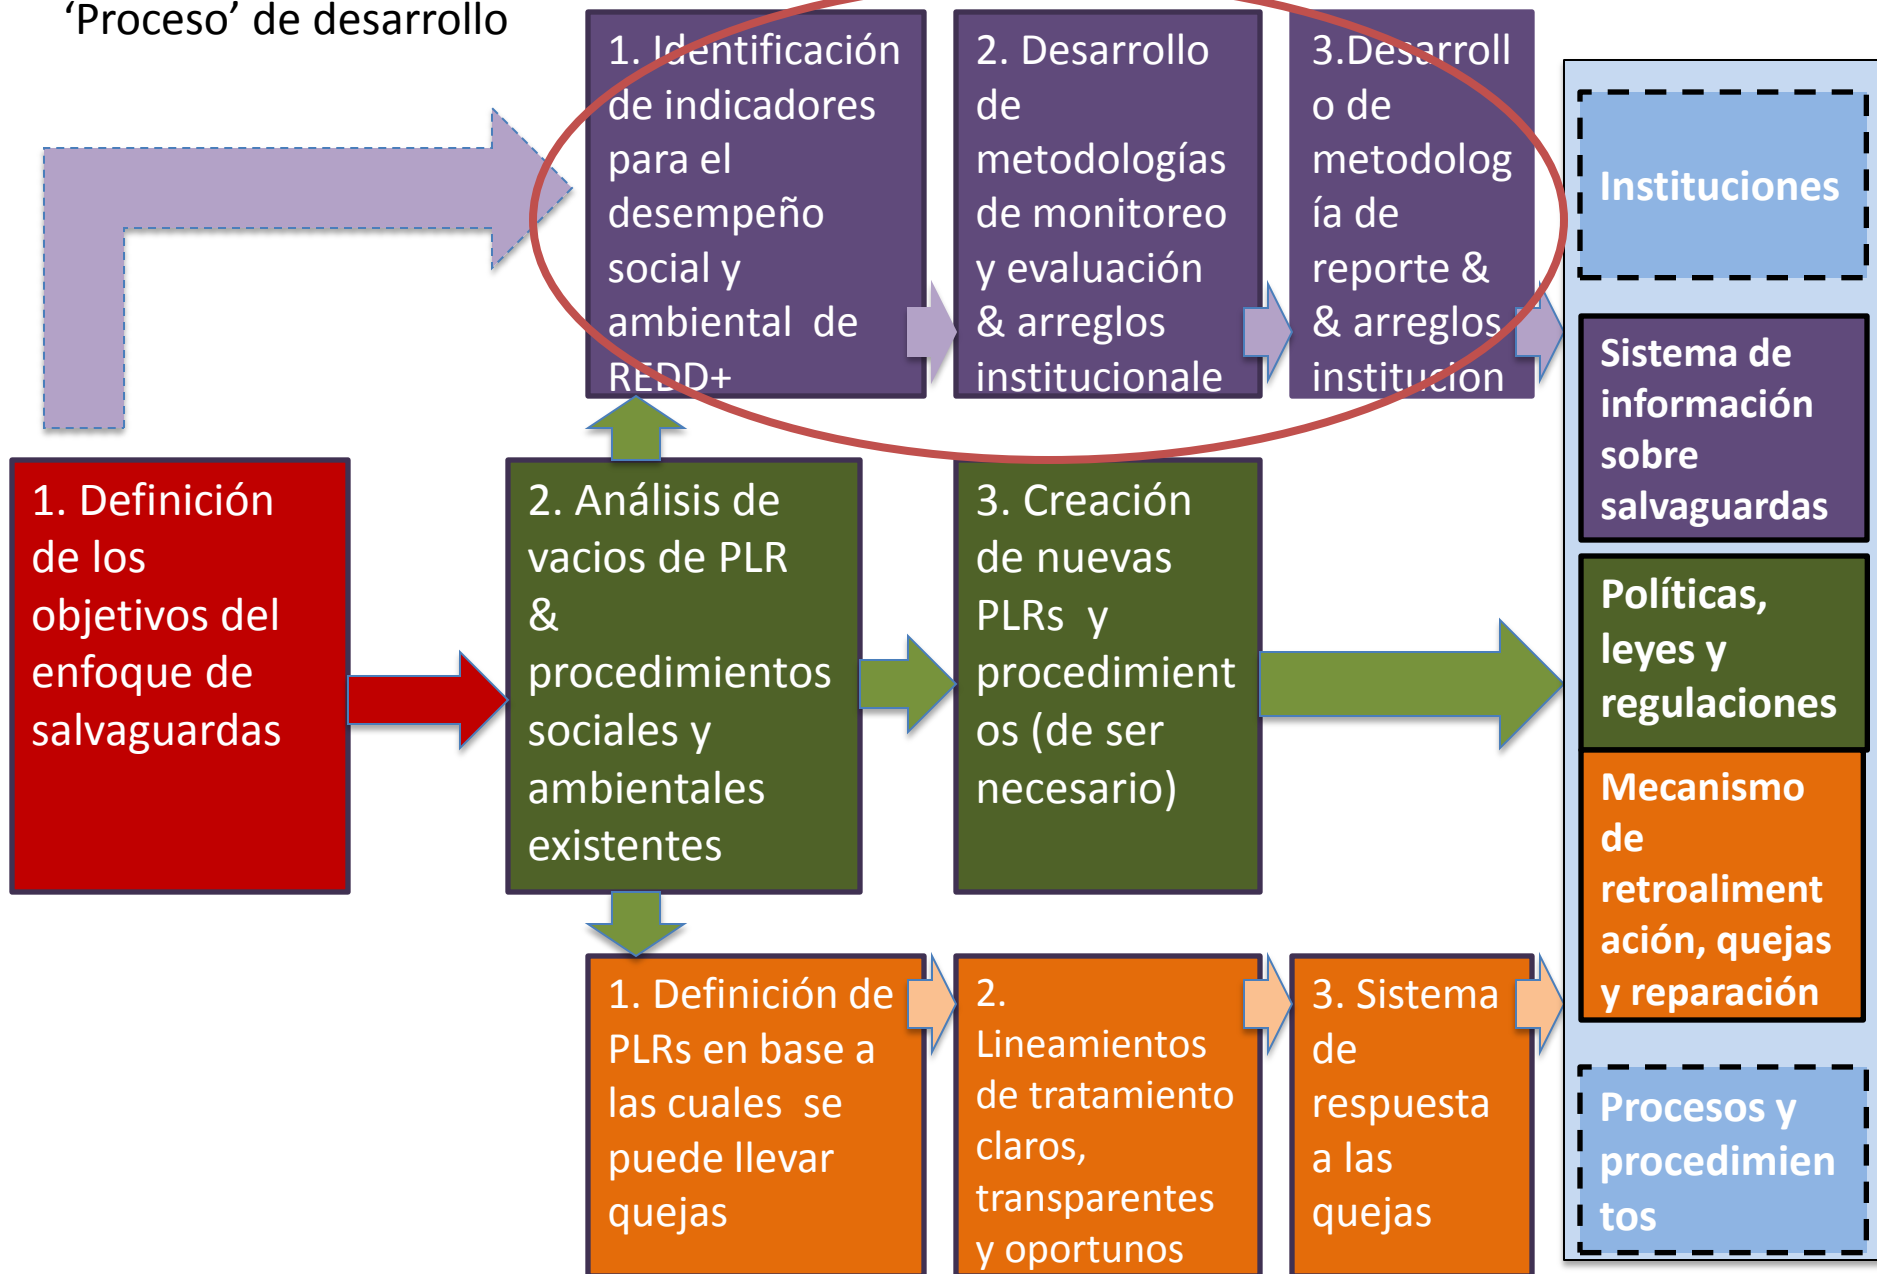 ‘Proceso’ de desarrollo
1. Identificación
de indicadores
para el
desempeño
social y
ambiental de
REDD+
2. Desarrollo
de
metodologías
de monitoreo
y evaluación
& arreglos
institucionale
3.Desarroll
o de
metodolog
ía de
reporte &
& arreglos
institucion
1. Definición
de los
objetivos del
enfoque de
salvaguardas
2. Análisis de
vacios de PLR
&
procedimientos
sociales y
ambientales
existentes
3. Creación
de nuevas
PLRs y
procedimient
os (de ser
necesario)
1. Definición de
PLRs en base a
las cuales se
puede llevar
quejas
2.
Lineamientos
de tratamiento
claros,
transparentes
y oportunos
3. Sistema
de
respuesta
a las
quejas
Instituciones
Sistema de
información
sobre
salvaguardas
Políticas,
leyes y
regulaciones
Mecanismo
de
retroaliment
ación, quejas
y reparación
Procesos y
procedimien
tos